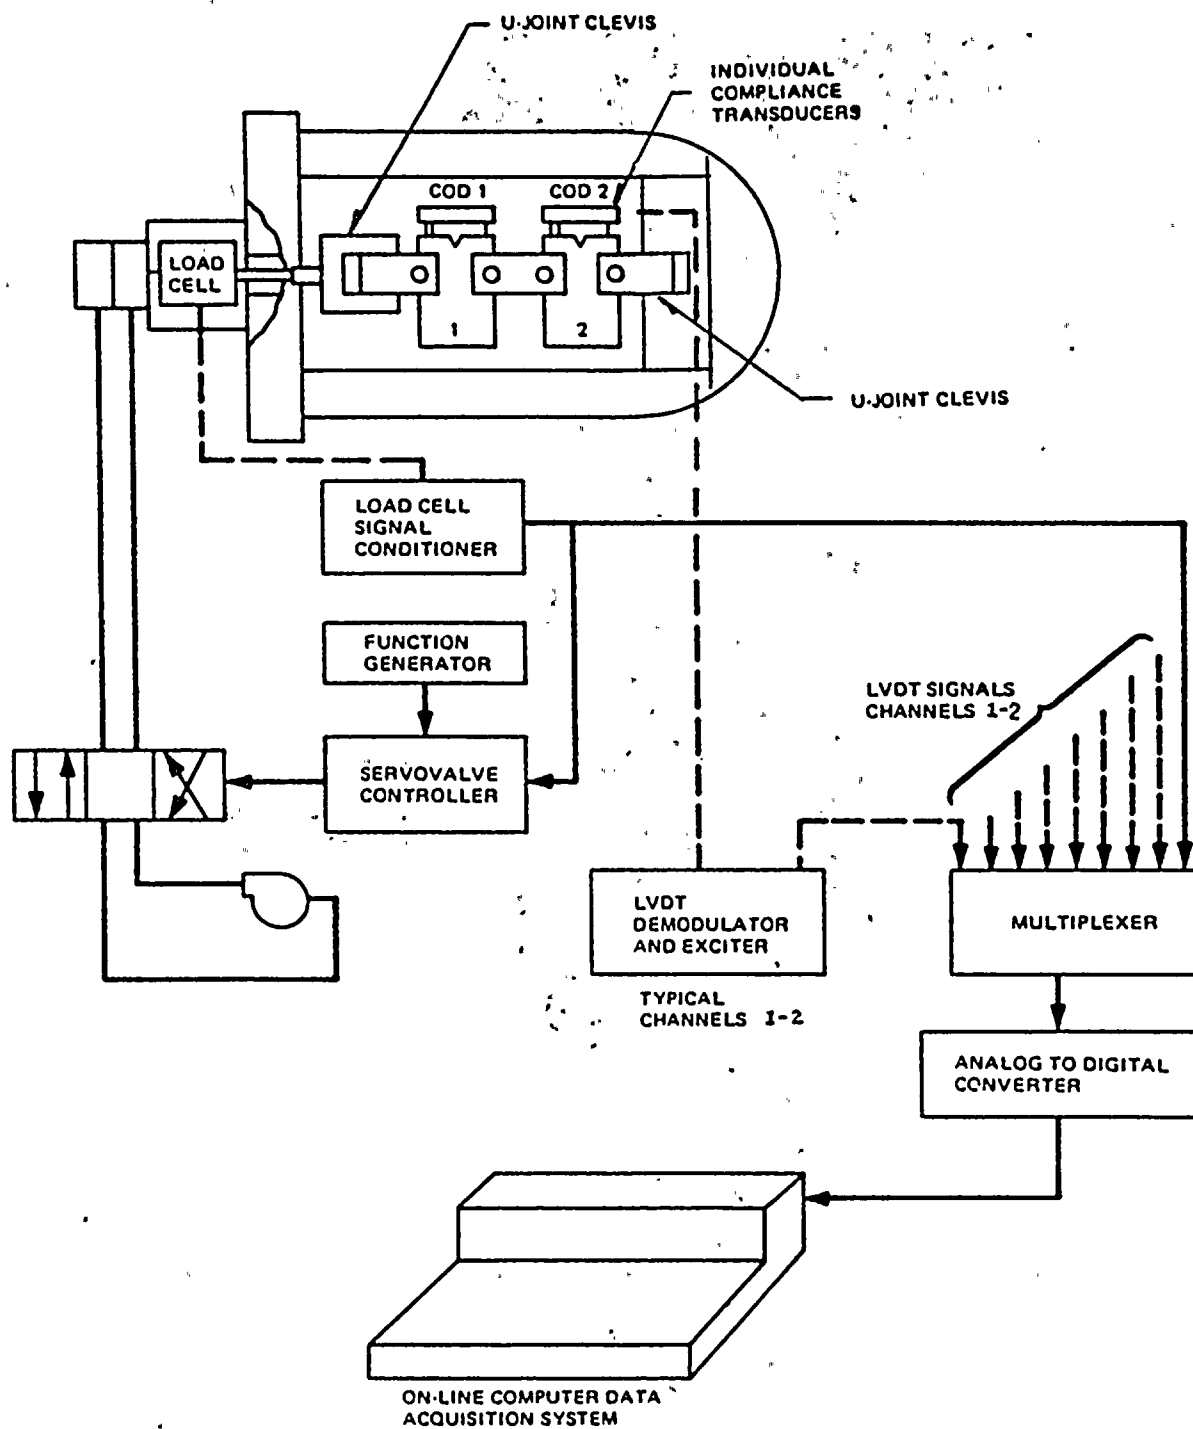 U-JOINT CLEVIS
INDIVIDUAL
COMPLIANCE
TRANSDUCERS
COD 1
COD 2
LOAD
CELL
1
2
U-JOINT CLEVIS
LOAD CELL
SIGNAL
CONDITIONER
FUNCTION
GENERATOR
LVDT SIGNALS
CHANNELS 1-2
SERVOVALVE
CONTROLLER
LVDT
DEMODULATOR
AND EXCITER
MULTIPLEXER
TYPICAL
CHANNELS 1-2
ANALOG TO DIGITAL
CONVERTER
ON-LINE COMPUTER DATA
ACQUISITION SYSTEM